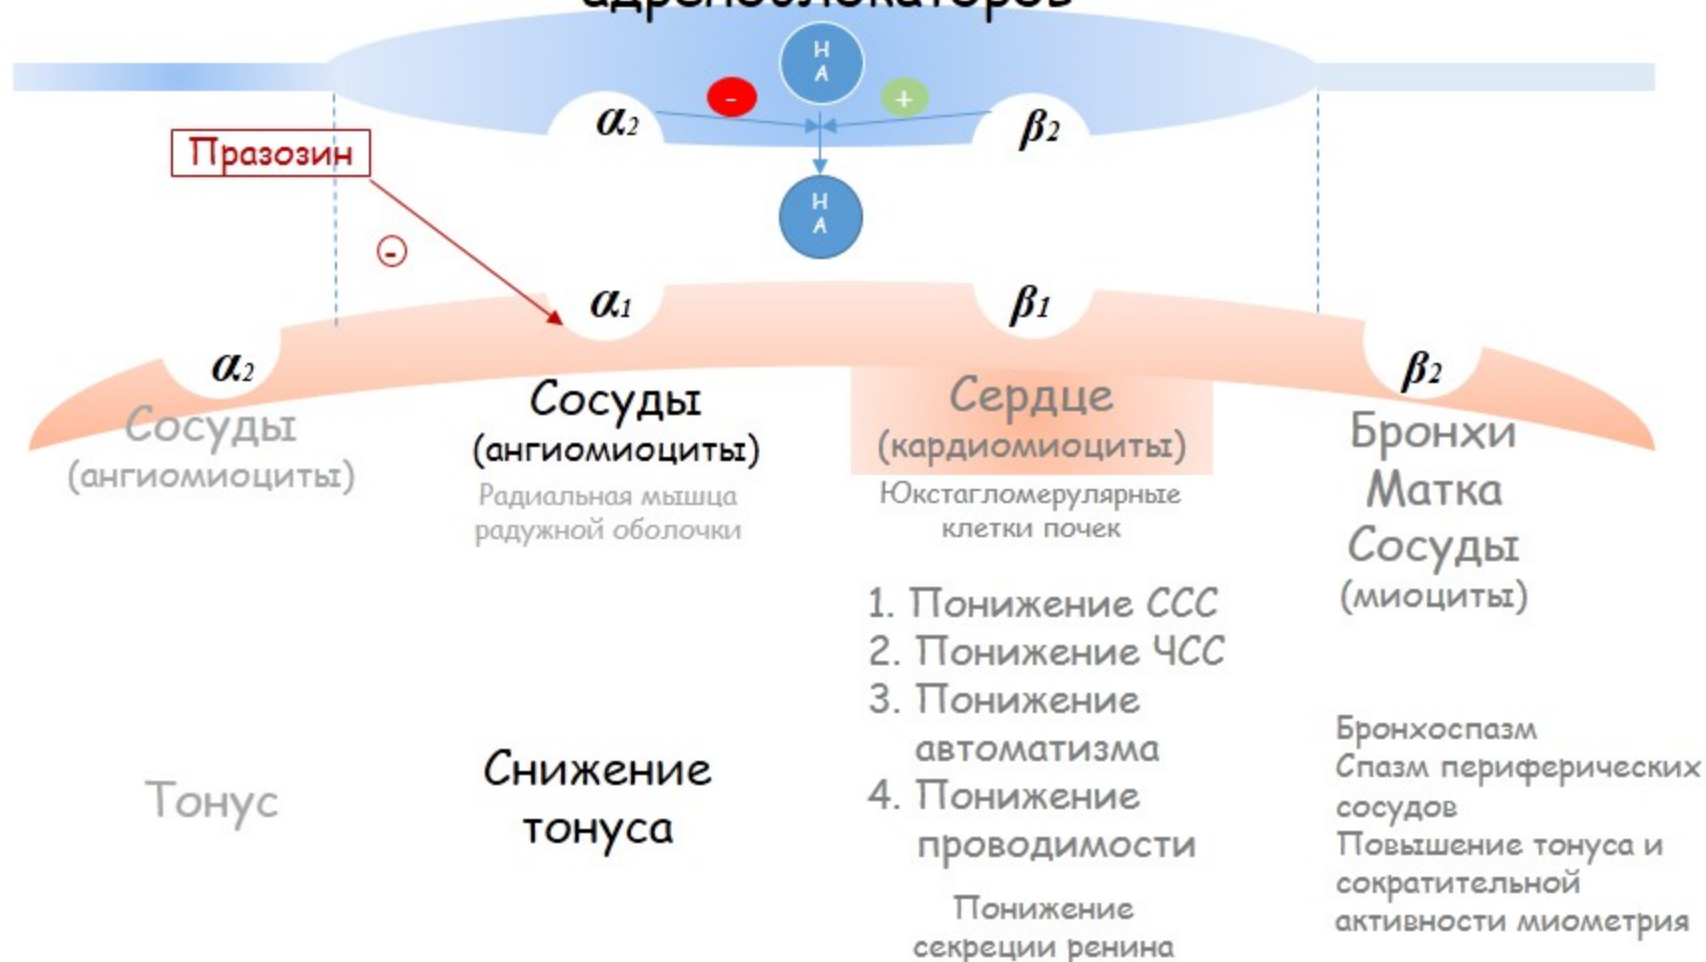 адреноблокаторов
Н
А
-
+
α2
β2
Празозин
Н
А
-
α1
β1
α2
β2
Сосуды
(ангиомиоциты)
Сосуды
(ангиомиоциты)
Радиальная мышца
радужной оболочки
Сердце
(кардиомиоциты)
Юкстагломерулярные
клетки почек
Бронхи
Матка
Сосуды
(миоциты)
Тонус
Снижение
тонуса
1. Понижение ССС
2. Понижение ЧСС
3. Понижение
автоматизма
4. Понижение
проводимости
Понижение
секреции ренина
Бронхоспазм
Спазм периферических
сосудов
Повышение тонуса и
сократительной
активности миометрия